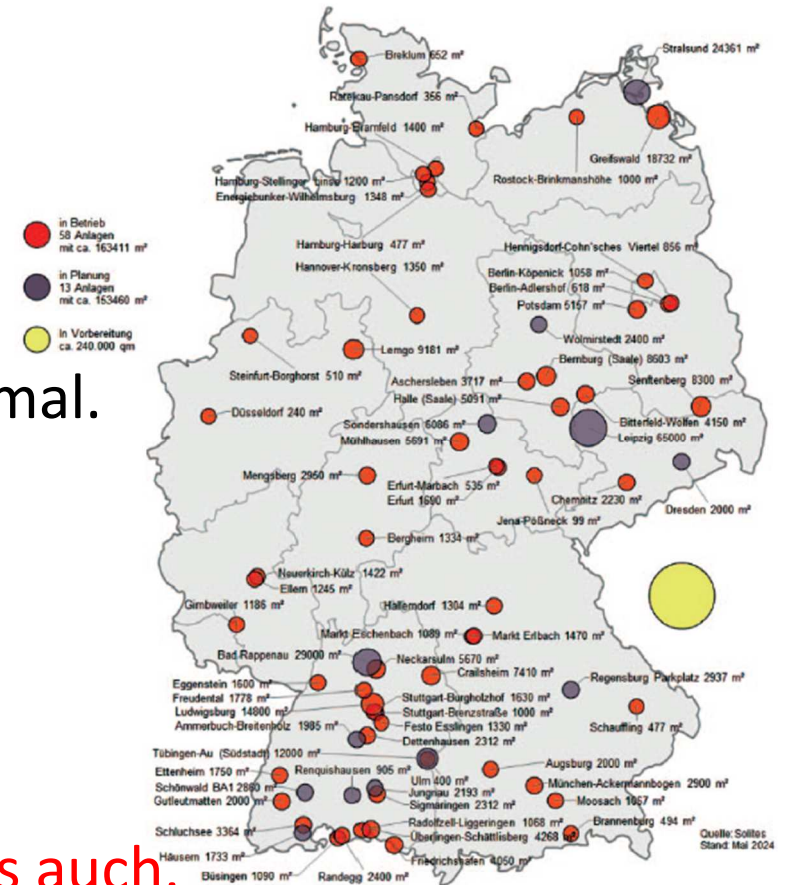 Breklum 652 m²
Stralsund 24361 m²
Ratekau-Pansdorf 356 m²
Hamburg-Bramfeld 1400 m²
Greifswald 18732 m²
Rostock-Brinkmanshöhe 1000 m²
Hamburg-Stellinger 1200 m²
Energiebunker-Wilhelmsburg 1348 m²
in Betrieb
58 Anlagen
mit ca. 163411 m²
Hamburg-Harburg 477 m²
Hennigsdorf-Cohn'sches Viertel 856 m²
Hannover-Kronsberg 1350 m²
Berlin-Köpenick 1058 m²
in Planung
13 Anlagen
mit ca. 153460 m²
Berlin-Adlershof 618 m²
Potsdam 5157 m²
In Vorbereitung
ca. 240.000 qm
Wolmirstedt 2400 m²
Lemgo 9181 m²
Bernburg (Saale) 8603 m²
Steinfurt-Borghorst 510 m²
Aschersleben 3717 m²
Senftenberg 8300 m²
mal.
Halle (Saale) 5091 m²
Düsseldorf 240 m²
Sondershausen 6086 m²
Bitterfeld-Wolfen 4150 m²
Mühlhausen 5691 m²
Leipzig 65000 m²
Mengsberg 2950 m²
Erfurt-Marbach 535 m²
Erfurt 1690 m²
Chemnitz 2230 m²
Dresden 2000 m²
Jena-Pößneck 99 m²
Bergheim 1334 m²
Neuerkirch-Külz 1422 m²
Ellern 1245 m²
Gimbweiler 1186 m²
Hallerndorf 1304 m²
Markt Eschenbach 1089 m²
Markt Erlbach 1470 m²
Bad Rappenau 29000 m²
Neckarsulm 5670 m²
Crailsheim 7410 m²
Regensburg Parkplatz 2937 m²
Eggenstein 1600 m²
Freudental 1778 m²
Stuttgart-Burgholzhof 1630 m²
Ludwigsburg 14800 m²
Stuttgart-Brenzstraße 1000 m²
Ammerbuch-Breitenholz 1985 m²
Festo Esslingen 1330 m²
Schauffling 477 m²
Dettenhausen 2312 m²
Tübingen-Au (Südstadt) 12000 m²
Ettenheim 1750 m²
Renquishausen 905 m²
Augsburg 2000 m²
Ulm 400 m²
Schönwald BA1 2860 m²
Jungnau 2193 m²
München-Ackermannbogen 2900 m²
Gutleutmatten 2000 m²
Sigmaringen 2312 m²
Moosach 1067 m²
Radolfzell-Liggeringen 1068 m²
Brannenburg 494 m²
Schluchsee 3364 m²
Überlingen-Schättlisberg 4268 m²
Quelle:Solites
Stand: Mai 2024
Häusern 1733 m²
Friedrichshafen 4050 m²
s auch.
Büsingen 1090 m²
Randegg 2400 m²